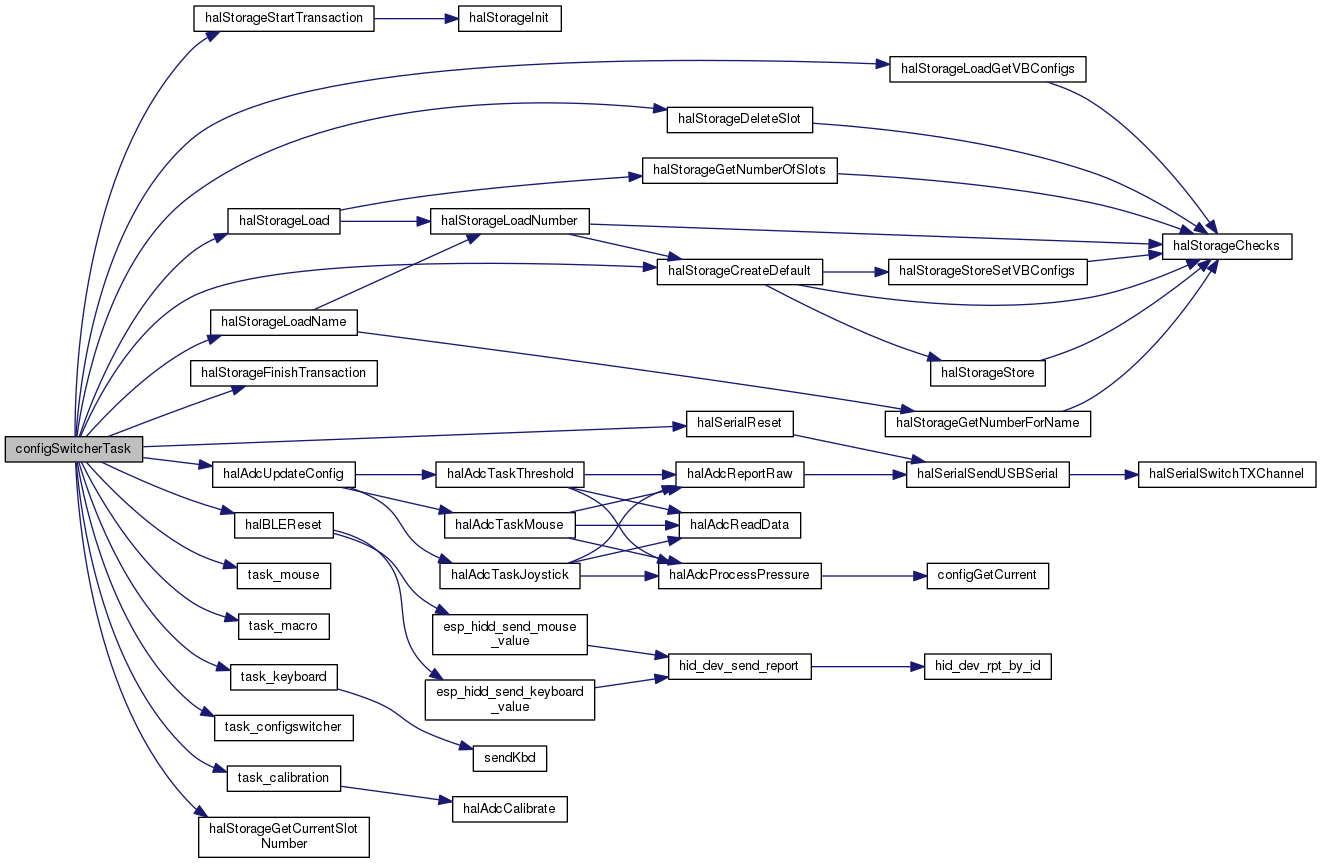 halStorageStartTransaction
halStorageInit
halStorageLoadGetVBConfigs
halStorageDeleteSlot
halStorageGetNumberOfSlots
halStorageLoad
halStorageLoadNumber
halStorageChecks
halStorageCreateDefault
halStorageStoreSetVBConfigs
halStorageLoadName
halStorageFinishTransaction
halStorageStore
halStorageGetNumberForName
halSerialReset
configSwitcherTask
halAdcUpdateConfig
halAdcTaskThreshold
halAdcReportRaw
halSerialSendUSBSerial
halSerialSwitchTXChannel
halBLEReset
halAdcTaskMouse
halAdcReadData
task_mouse
halAdcTaskJoystick
halAdcProcessPressure
configGetCurrent
task_macro
esp_hidd_send_mouse
_value
hid_dev_send_report
hid_dev_rpt_by_id
task_keyboard
esp_hidd_send_keyboard
_value
task_configswitcher
sendKbd
task_calibration
halAdcCalibrate
halStorageGetCurrentSlot
Number